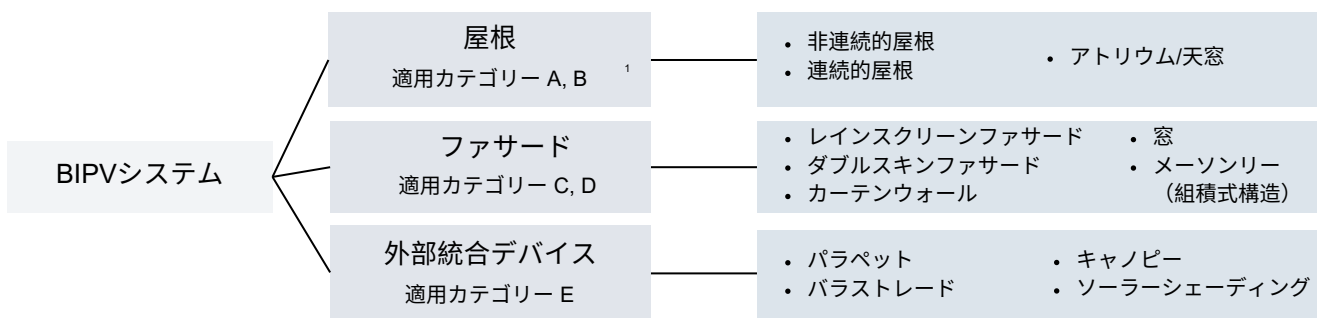 BIPVシステム
屋根
適用カテゴリー A, B 1
・非連続的屋根
・連続的屋根
・アトリウム/天窓
ファサード
適用カテゴリー C, D
・レインスクリーンファサード
・ダブルスキンファサード
・カーテンウォール
・窓
・メーソンリー
（組積式構造）
外部統合デバイス
適用カテゴリー E
・パラペット
・バラストレード
・キャノピー
・ソーラーシェーディング